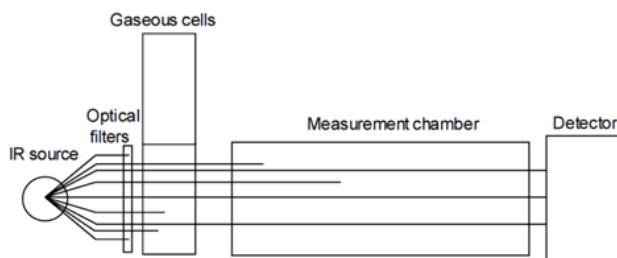 Gaseous cells
Optical
filters
IR source
Measurement chamber
Detector